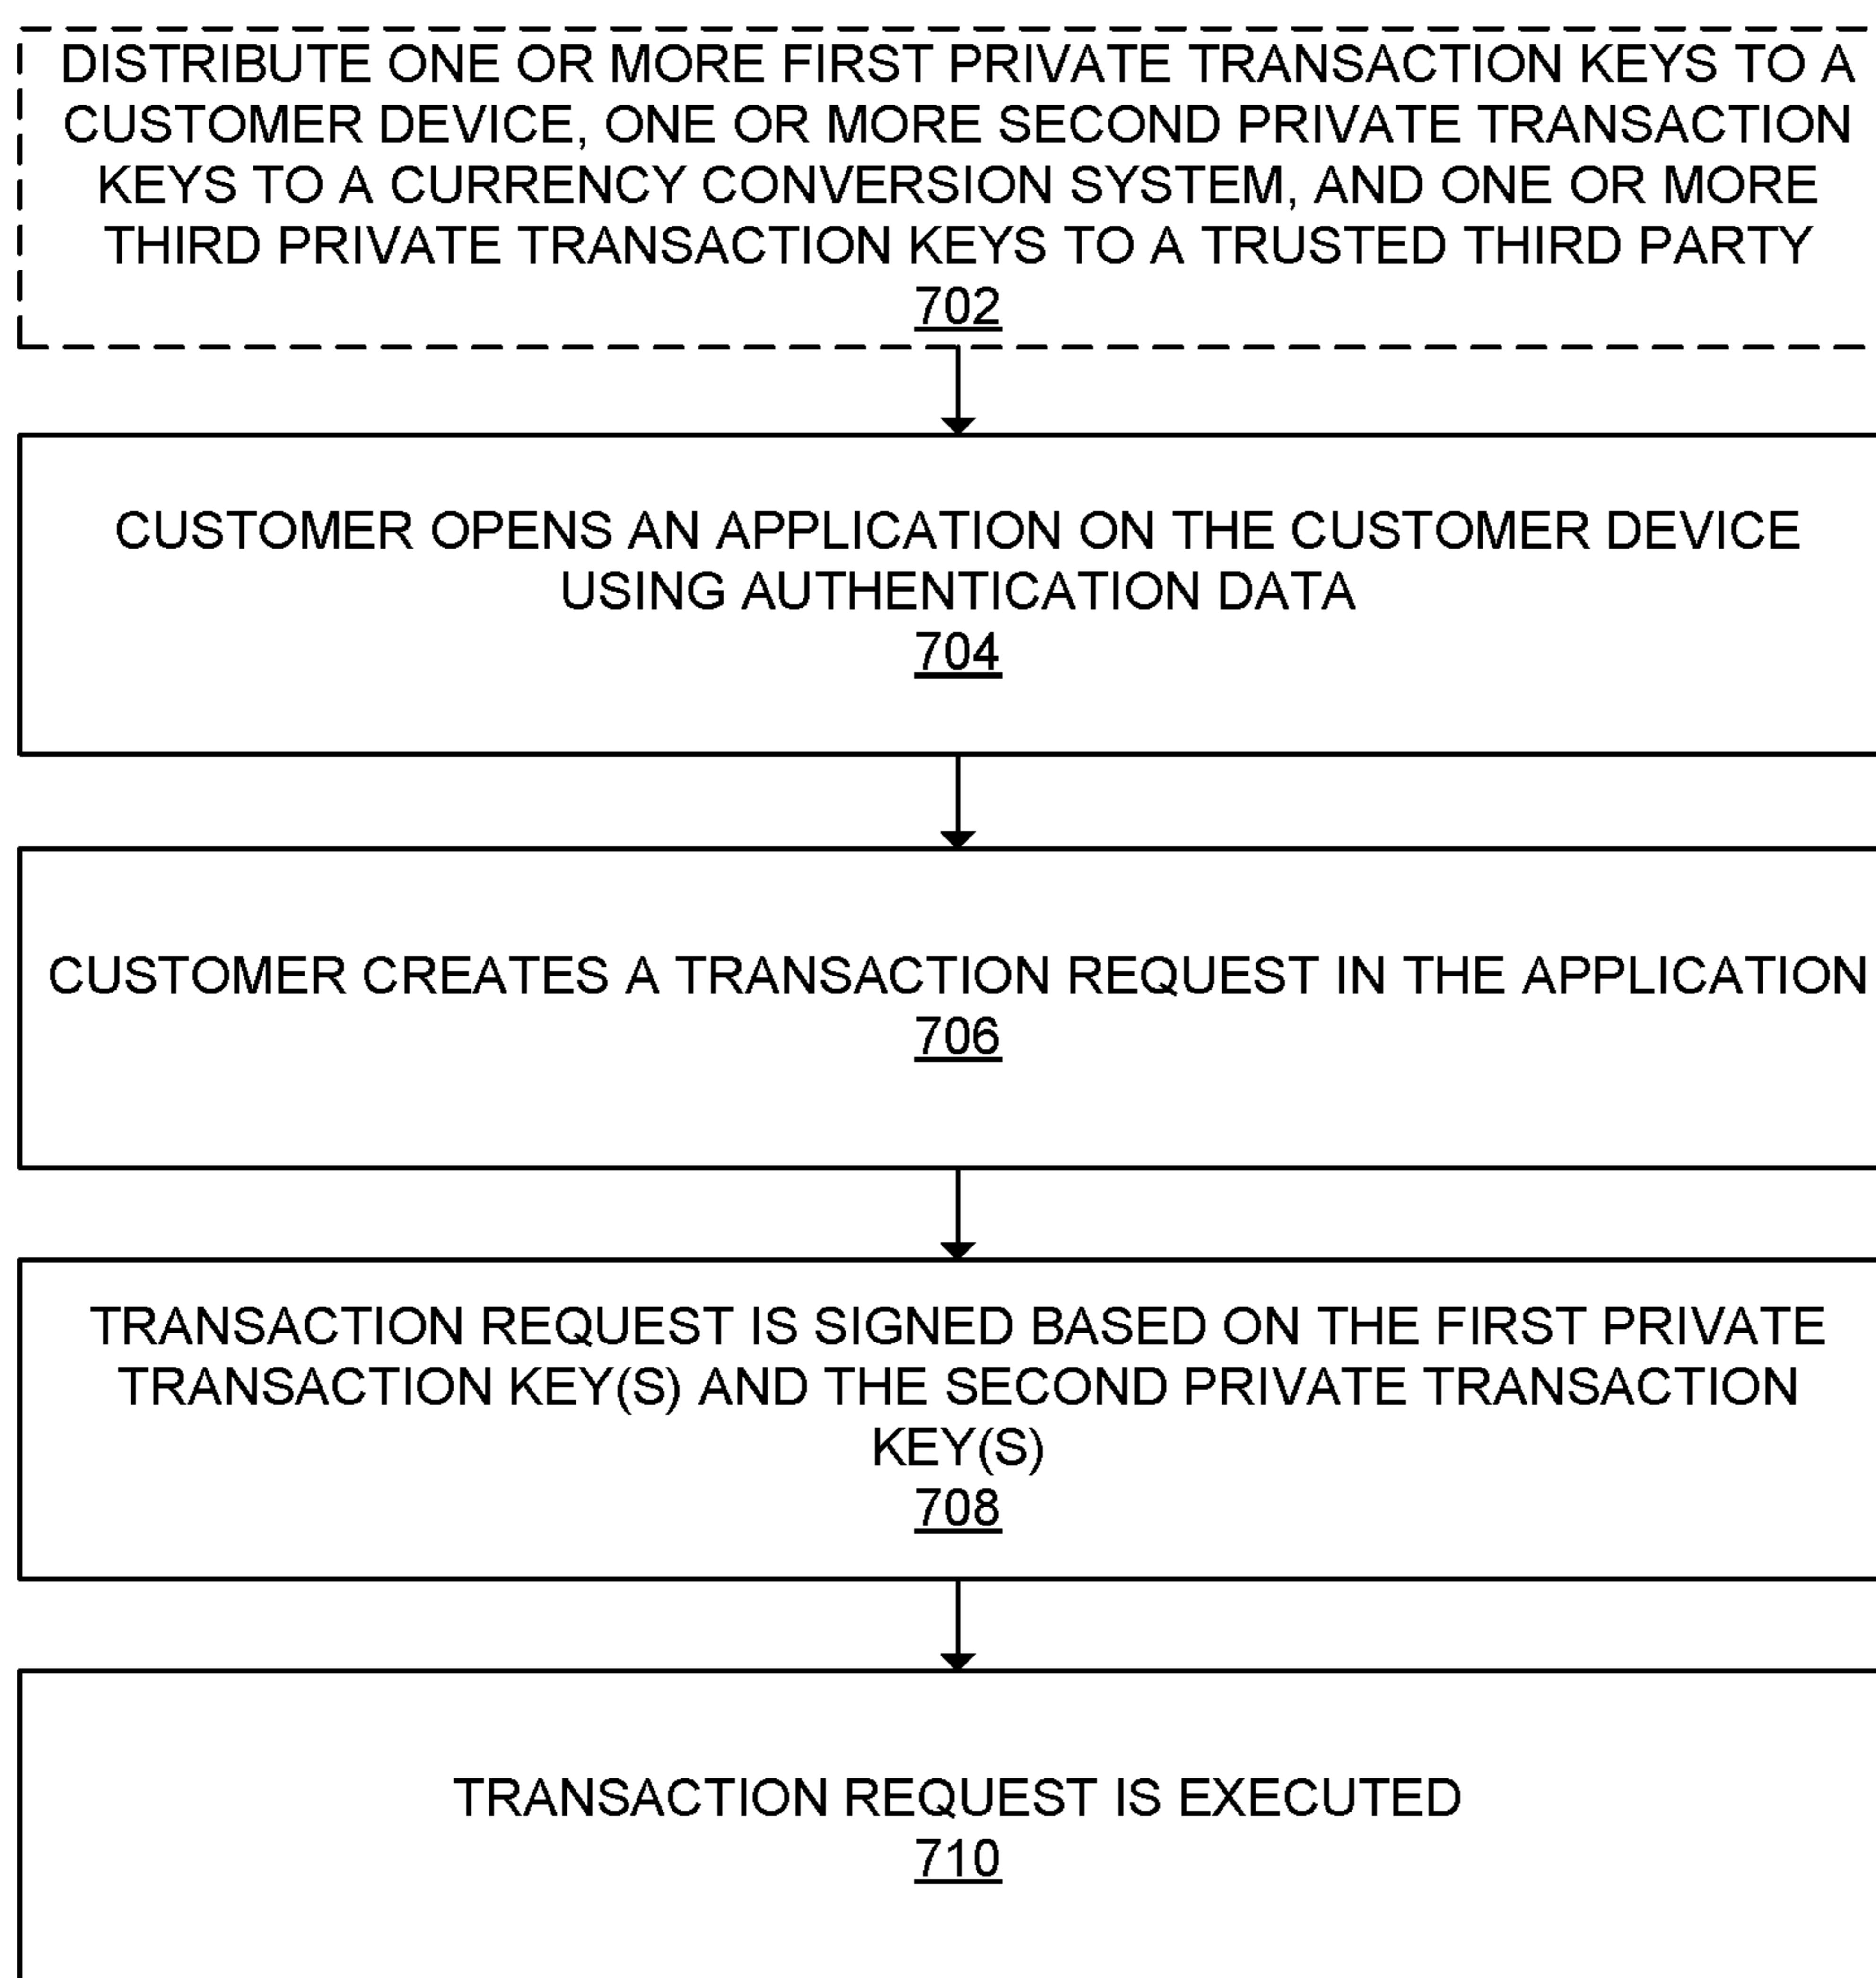 DISTRIBUTE ONE OR MORE FIRST PRIVATE TRANSACTION KEYS TO A
CUSTOMER DEVICE, ONE OR MORE SECOND PRIVATE TRANSACTION
KEYS TO A CURRENCY CONVERSION SYSTEM, AND ONE OR MORE
THIRD PRIVATE TRANSACTION KEYS TO A TRUSTED THIRD PARTY
702
CUSTOMER OPENS AN APPLICATION ON THE CUSTOMER DEVICE
USING AUTHENTICATION DATA
704
CUSTOMER CREATES A TRANSACTION REQUEST IN THE APPLICATION
706
TRANSACTION REQUEST IS SIGNED BASED ON THE FIRST PRIVATE
TRANSACTION KEY(S) AND THE SECOND PRIVATE TRANSACTION
KEY(S)
708
TRANSACTION REQUEST IS EXECUTED
710